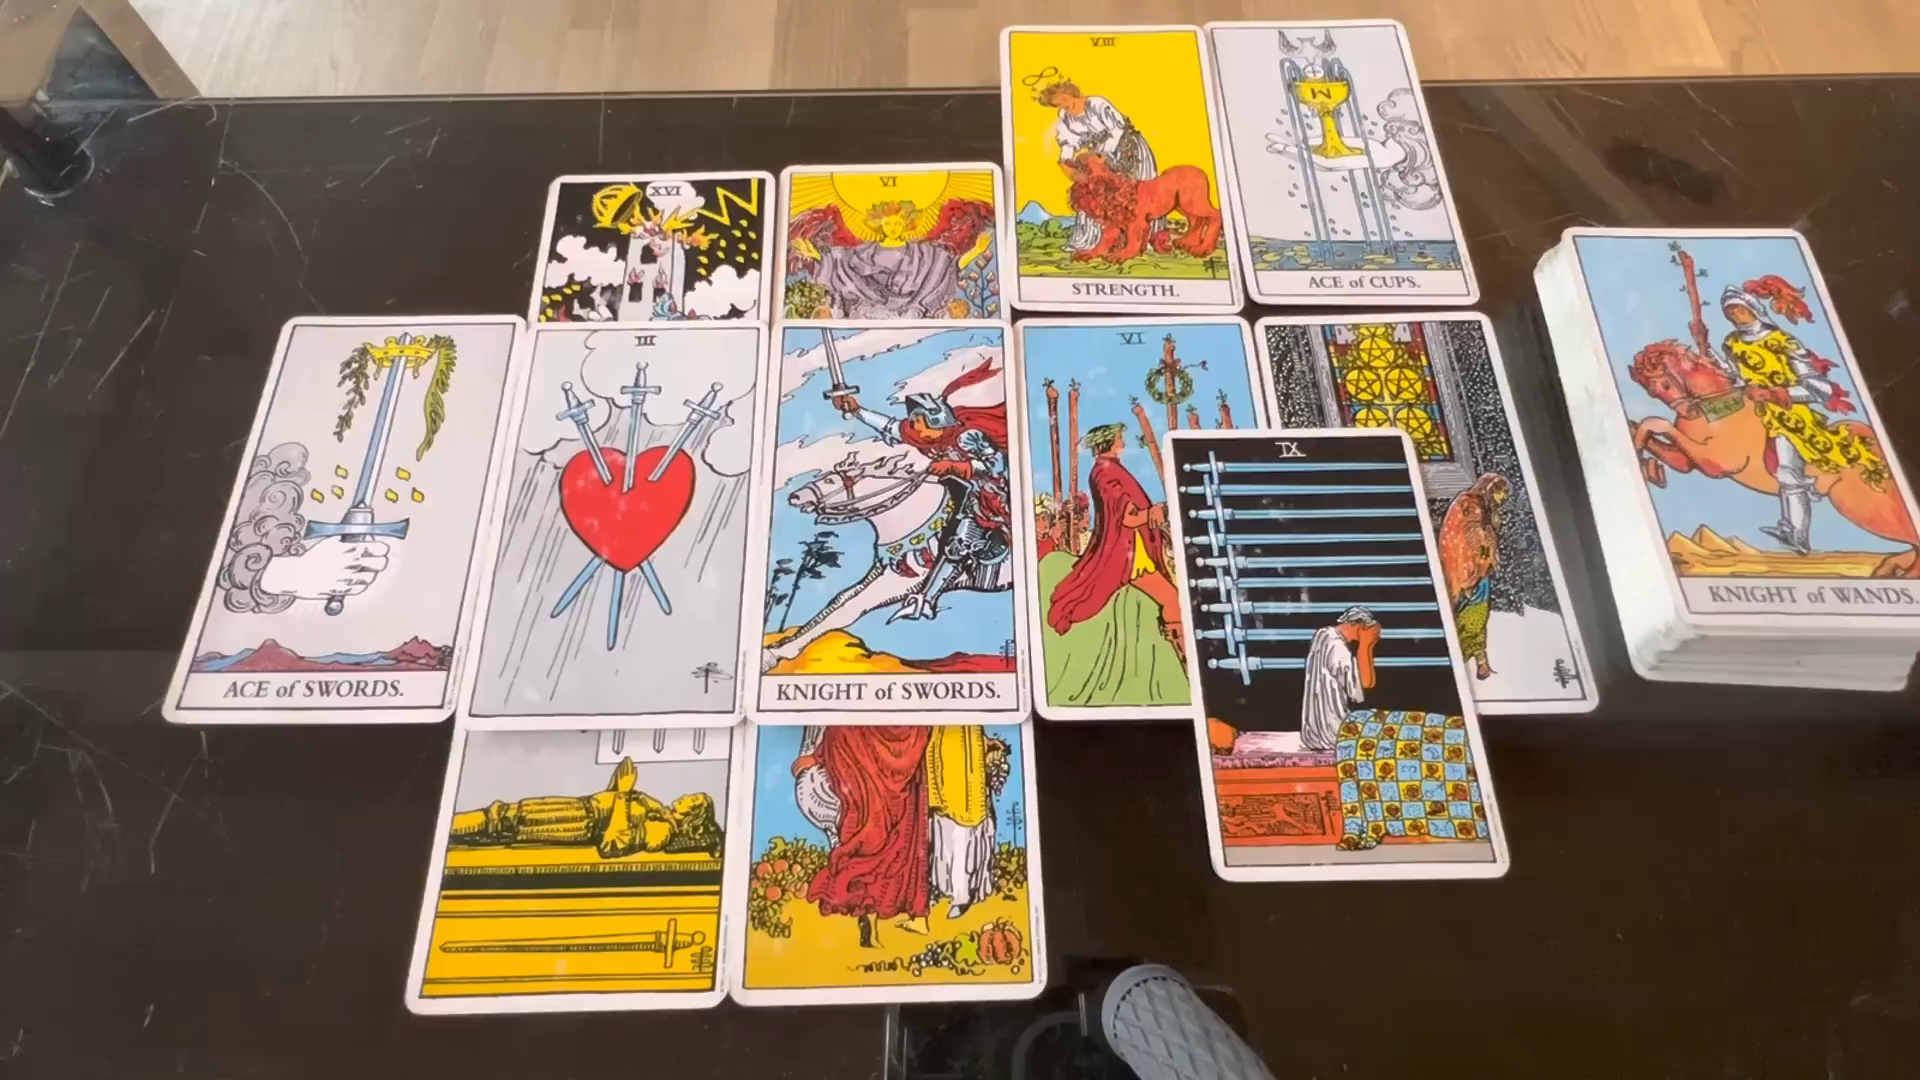 VIII
STRENGTH.
ACE of CUPS.
XVI
VI
ACE of SWORDS.
III
KNIGHT of SWORDS.
VI
IX
KNIGHT of WANDS.